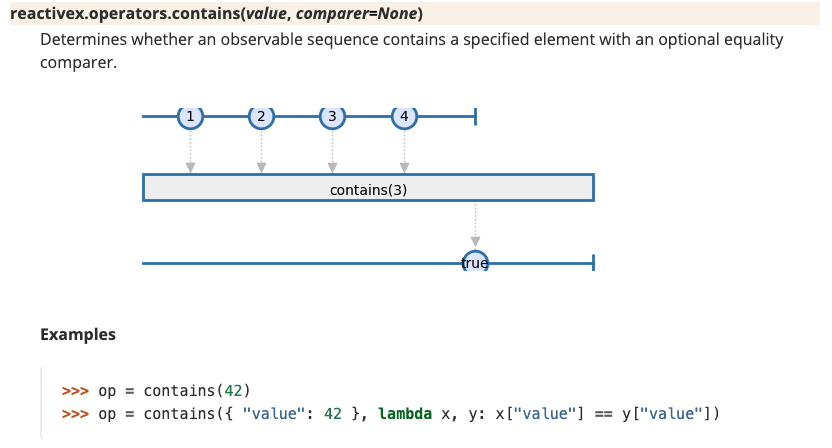 reactivex.operators.contains(value, comparer=None)
Determines whether an observable sequence contains a specified element with an optional equality
comparer.
1 2 3 4
contains(3)
true
Examples
>>> op = contains(42)
>>> op = contains({ "value": 42 }, lambda x, y: x["value"] == y["value"])